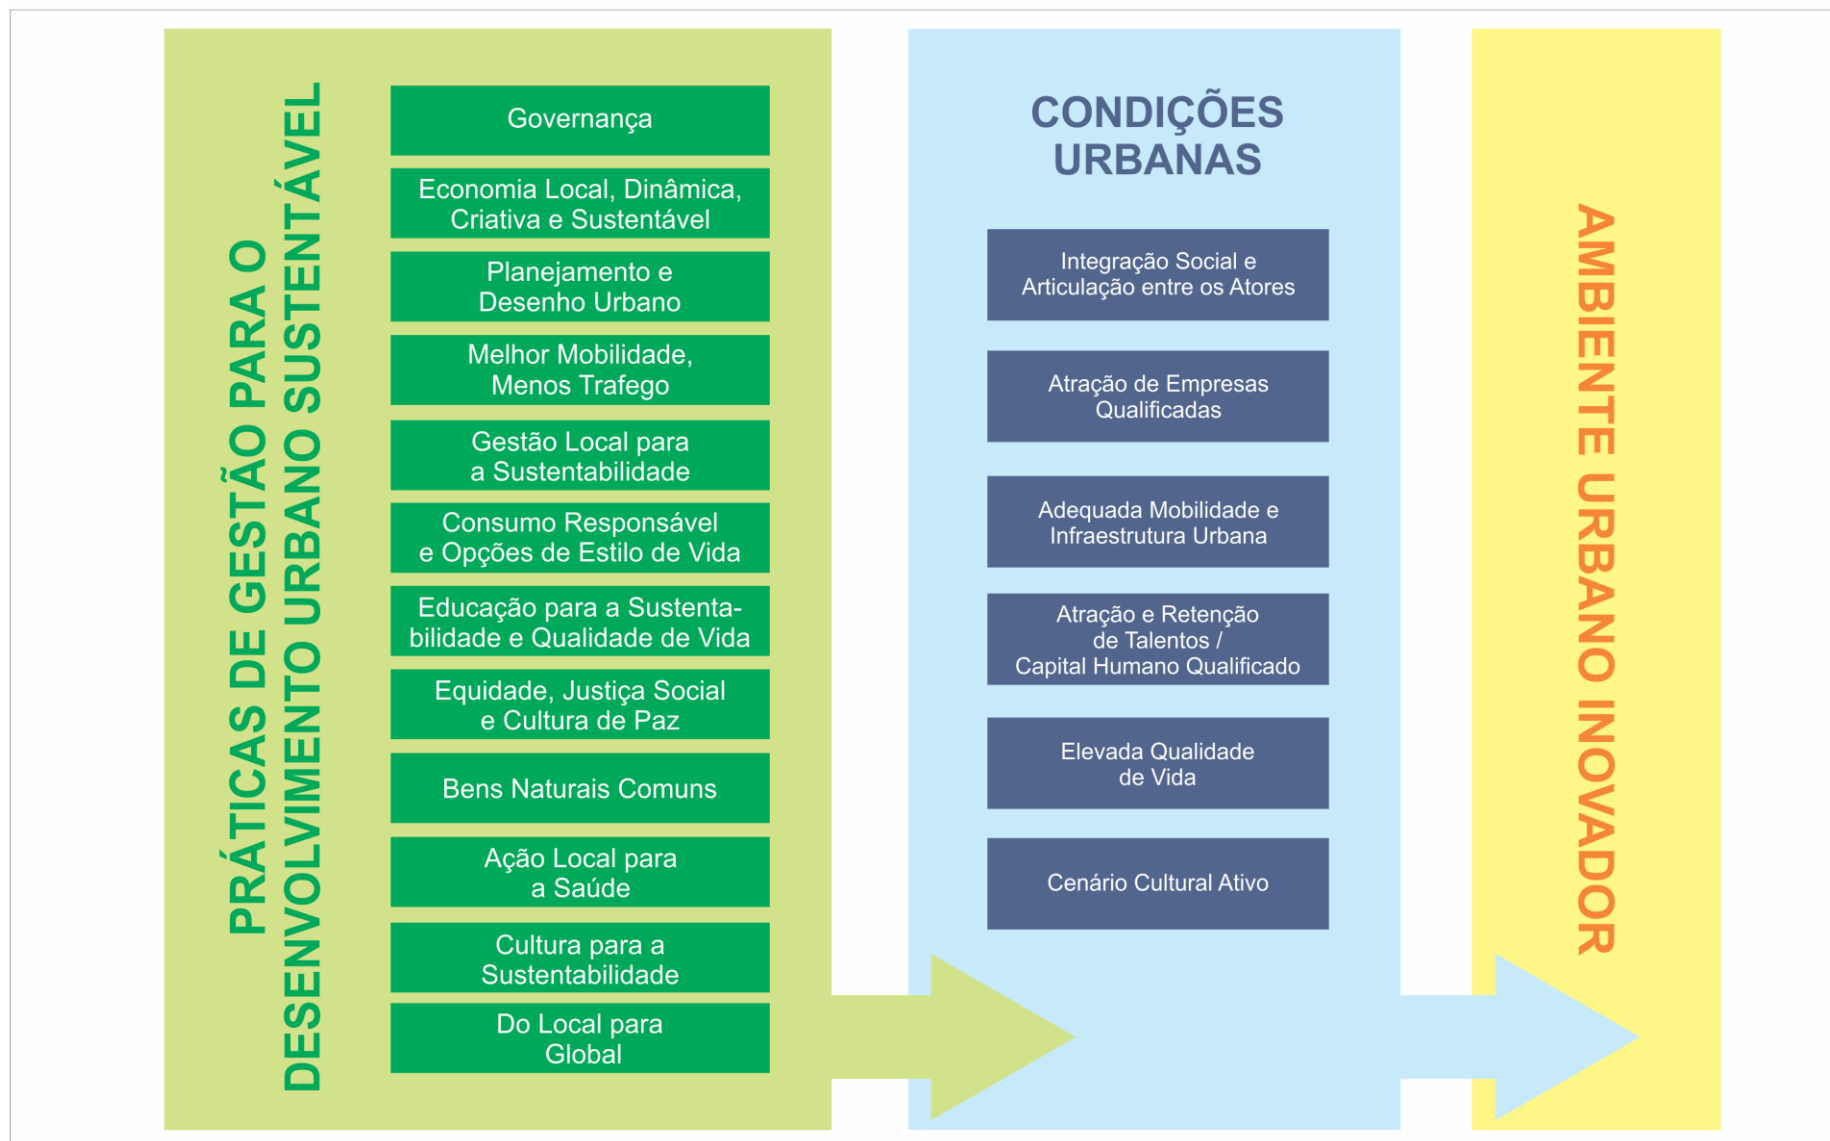 PRÁTICAS DE GESTÃO PARA O
DESENVOLVIMENTO URBANO SUSTENTÁVEL
Governança
Economia Local, Dinâmica,
Criativa e Sustentável
Planejamento e
Desenho Urbano
Melhor Mobilidade,
Menos Trafego
Gestão Local para
a Sustentabilidade
Consumo Responsável
e Opções de Estilo de Vida
Educação para a Sustenta-
bilidade e Qualidade de Vida
Equidade, Justiça Social
e Cultura de Paz
Bens Naturais Comuns
Ação Local para
a Saúde
Cultura para a
Sustentabilidade
Do Local para
Global
CONDIÇÕES
URBANAS
Integração Social e
Articulação entre os Atores
Atração de Empresas
Qualificadas
Adequada Mobilidade e
Infraestrutura Urbana
Atração e Retenção
de Talentos /
Capital Humano Qualificado
Elevada Qualidade
de Vida
Cenário Cultural Ativo
AMBIENTE URBANO INOVADOR